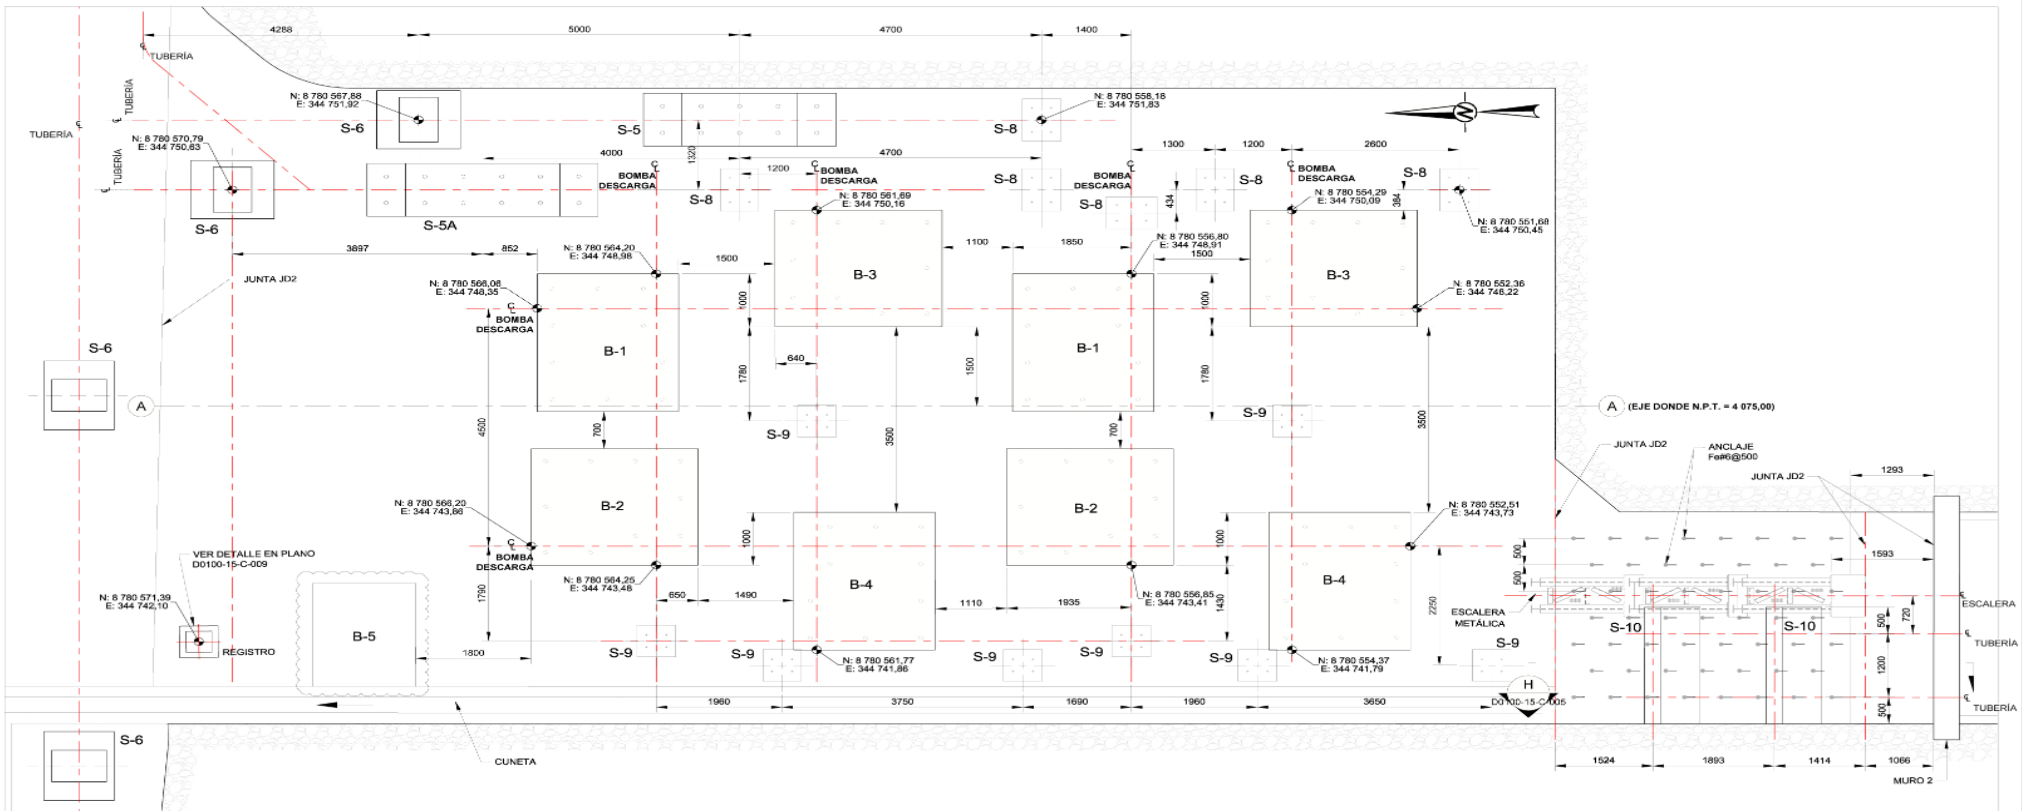 4288
5000
4700
1400
℄ TUBERÍA
TUBERÍA
℄
TUBERÍA
℄
TUBERÍA
℄
N: 8 780 567,88
E: 344 751,92
S-6
S-5
N: 8 780 558,18
E: 344 751,83
S-8
N
N: 8 780 570,79
E: 344 750,63
S-6
S-5A
4000
1320
4700
1200
1300
1200
2600
℄
BOMBA
DESCARGA
℄ BOMBA
DESCARGA
℄
BOMBA
DESCARGA
℄ BOMBA
DESCARGA
S-8
S-8
S-8
S-8
S-8
434
364
N: 8 780 561,69
E: 344 750,16
N: 8 780 554,29
E: 344 750,09
N: 8 780 551,68
E: 344 750,45
3897
852
N: 8 780 564,20
E: 344 748,98
1500
1100
1850
N: 8 780 556,80
E: 344 748,91
1500
JUNTA JD2
N: 8 780 566,06
E: 344 748,35
℄
BOMBA
DESCARGA
B-3
B-3
N: 8 780 552,36
E: 344 748,22
1000
1000
S-6
B-1
B-1
640
1780
1500
1780
A
4500
700
S-9
3500
700
S-9
3500
A
(EJE DONDE N.P.T. = 4 075,00)
JUNTA JD2
ANCLAJE
Fe#6@500
JUNTA JD2
1293
N: 8 780 566,20
E: 344 743,86
℄
BOMBA
DESCARGA
B-2
B-2
N: 8 780 552,51
E: 344 743,73
1000
1000
VER DETALLE EN PLANO
D0100-15-C-009
N: 8 780 564,25
E: 344 743,48
N: 8 780 556,85
E: 344 743,41
500
500
1593
N: 8 780 571,39
E: 344 742,10
REGISTRO
B-5
1790
650
1490
B-4
1110
1935
1430
B-4
2250
ESCALERA
METÁLICA
S-10
S-10
500
720
℄
ESCALERA
℄
TUBERÍA
1800
S-9
S-9
N: 8 780 561,77
E: 344 741,86
S-9
S-9
S-9
N: 8 780 554,37
E: 344 741,79
S-9
1200
500
℄
TUBERÍA
1960
3750
1690
1960
3650
H
D0100-15-C-005
S-6
CUNETA
1524
1893
1414
1066
MURO 2